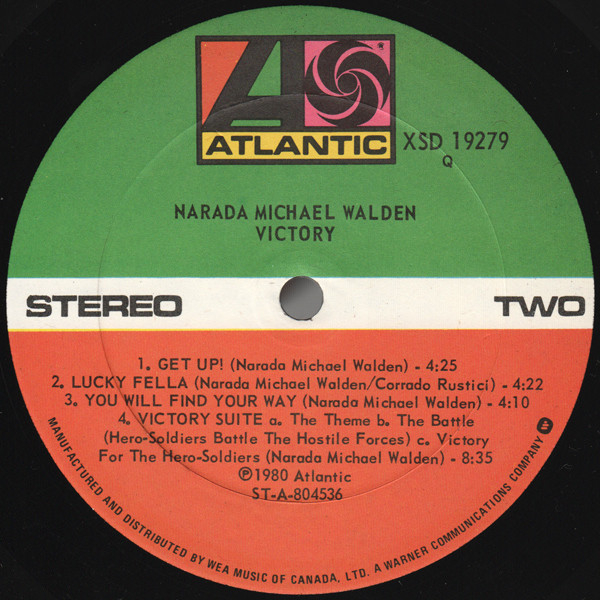 ATLANTIC
XSD 19279
Q
NARADA MICHAEL WALDEN
VICTORY
STEREO
TWO
1. GET UP! (Narada Michael Walden) - 4:25
2. LUCKY FELLA (Narada Michael Walden/Corrado Rustici) - 4:22
3. YOU WILL FIND YOUR WAY (Narada Michael Walden) - 4:10
4. VICTORY SUITE a. The Theme b. The Battle
(Hero-Soldiers Battle The Hostile Forces) c. Victory
For The Hero-Soldiers (Narada Michael Walden) - 8:35
℗1980 Atlantic
ST-A-804536
MANUFACTURED AND DISTRIBUTED BY WEA MUSIC OF CANADA, LTD. A WARNER COMMUNICATIONS COMPANY